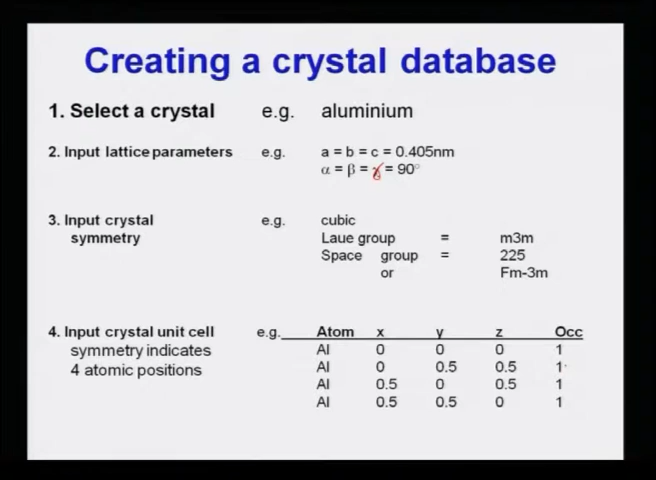 Creating a crystal database
1. Select a crystal e.g. aluminium
2. Input lattice parameters e.g. a = b = c = 0.405nm
α = β = γ = 90°
3. Input crystal e.g. cubic
symmetry Laue group = m3m
Space group = 225
or Fm-3m
4. Input crystal unit cell e.g. Atom x y z Occ
symmetry indicates Al 0 0 0 1
4 atomic positions Al 0 0.5 0.5 1
Al 0.5 0 0.5 1
Al 0.5 0.5 0 1